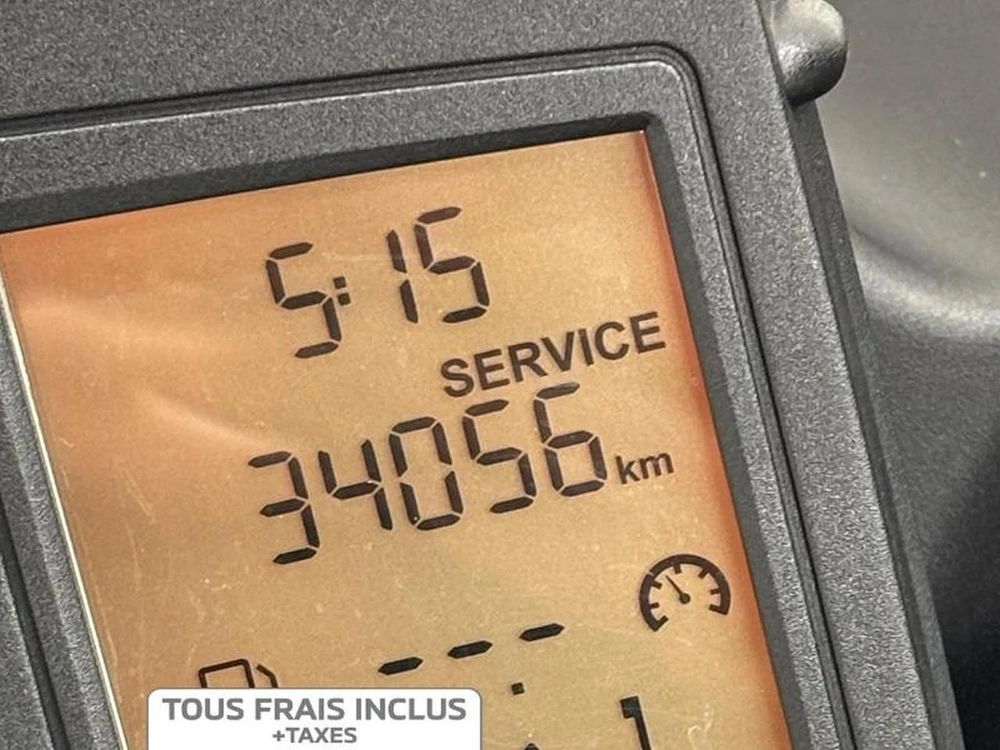 5:15
SERVICE
34056 km
---
TOUS FRAIS INCLUS
+TAXES